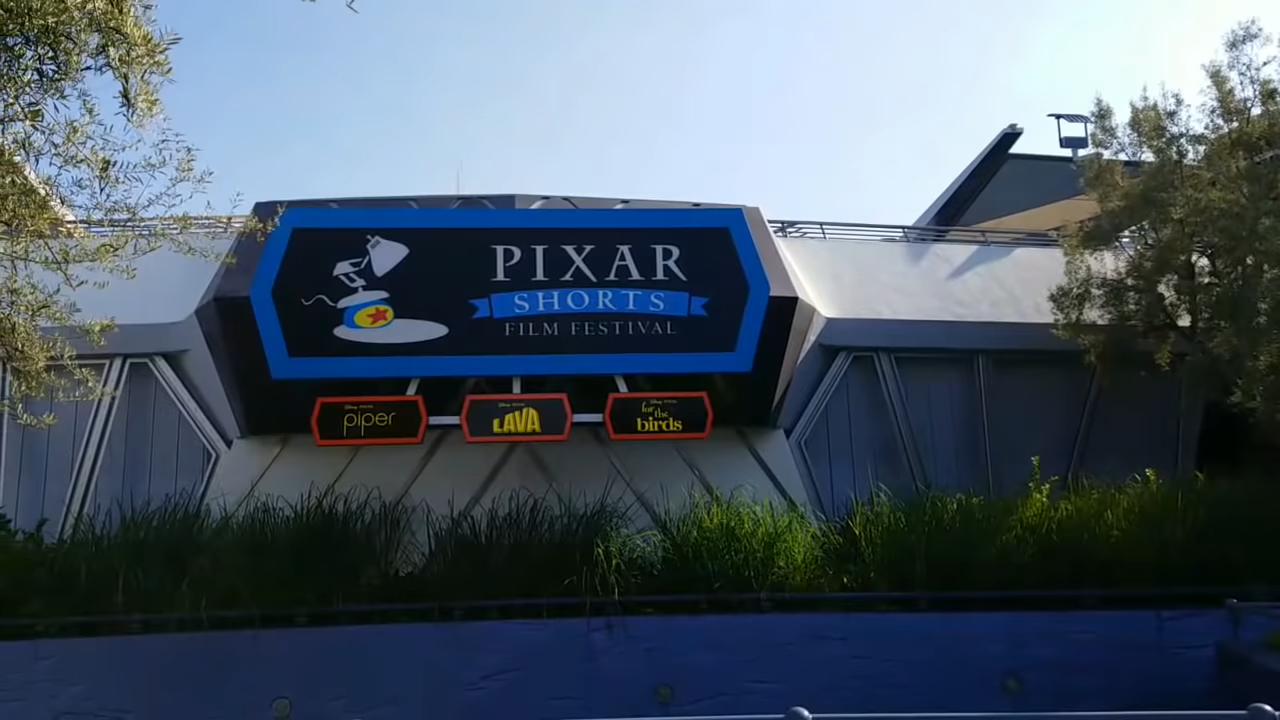 PIXAR
SHORTS
FILM FESTIVAL
piper
LAVA
for
the
birds